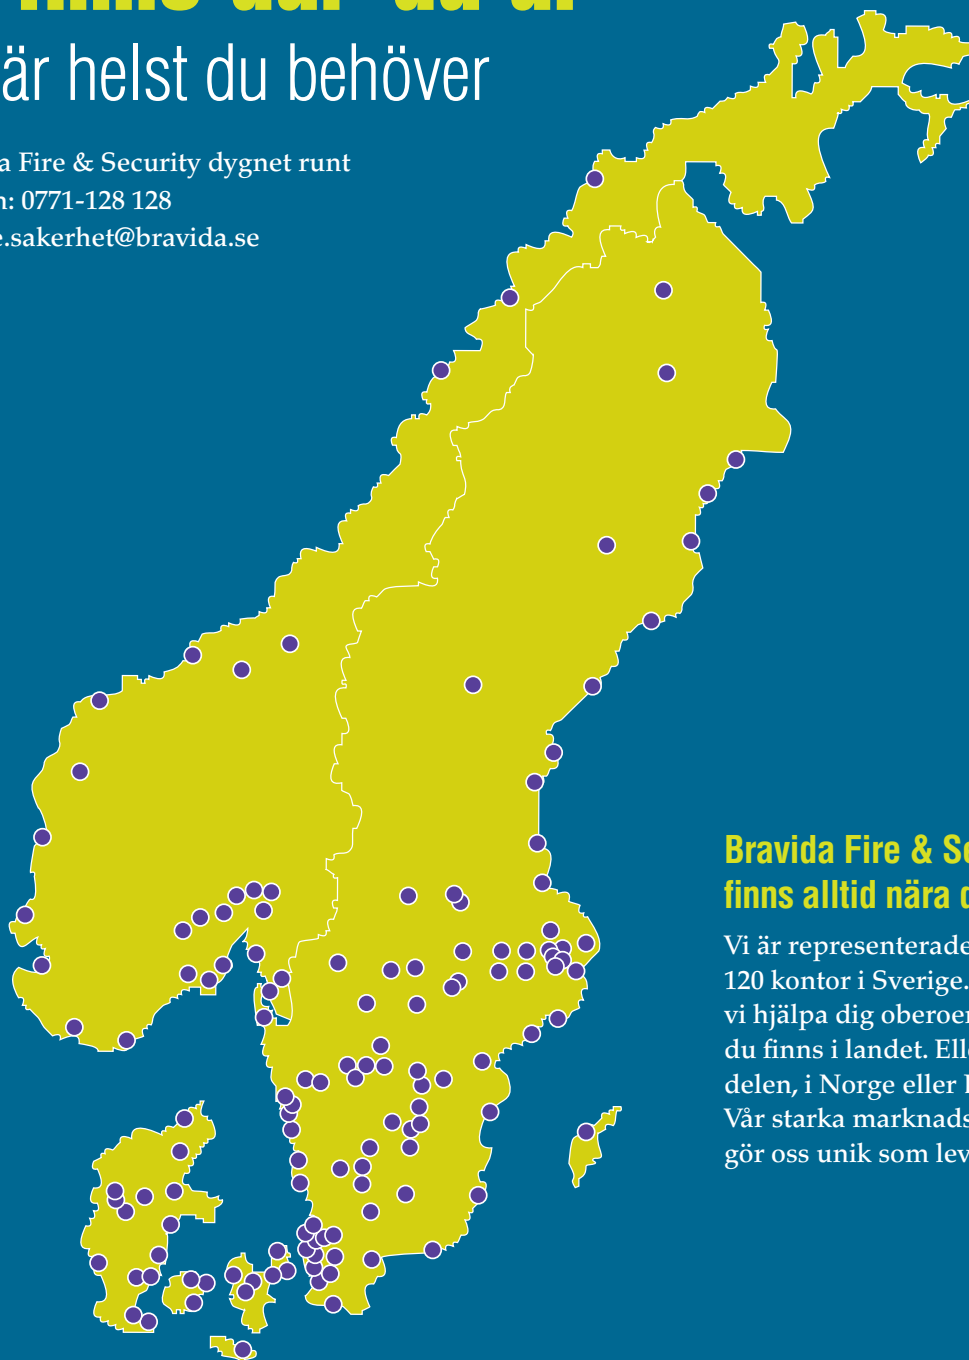 är helst du behöver
a Fire & Security dygnet runt
n: 0771-128 128
e.sakerhet@bravida.se
Bravida Fire & Se
finns alltid nära d
Vi är representerade
120 kontor i Sverige.
vi hjälpa dig oberoen
du finns i landet. Elle
delen, i Norge eller
Vår starka marknads
gör oss unik som lev